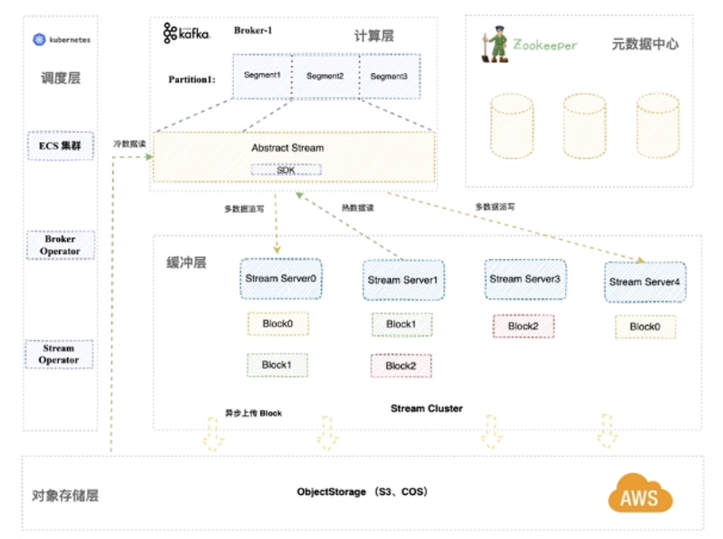 kubernetes
调度层
ECS 集群
Broker
Operator
Stream
Operator
kafka
Broker-1
计算层
Partition1:
Segment1
Segment2
Segment3
Abstract Stream
SDK
Zookeeper
元数据中心
冷数据读
多数据派写
热数据读
多数据派写
缓冲层
Stream Server0
Stream Server1
Stream Server3
Stream Server4
Block0
Block1
Block2
Block0
Block1
Block2
异步上传 Block
Stream Cluster
对象存储层
ObjectStorage （S3、COS）
AWS